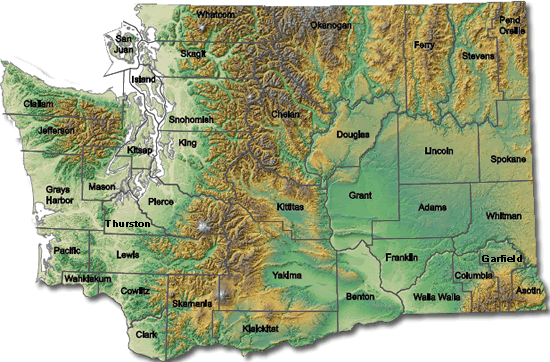 Whatcom
Okanogan
Pend
Oreille
San
Juan
Skagit
Ferry
Stevens
Island
Clallam
Snohomish
Chelan
Jefferson
Douglas
Kitsap
King
Lincoln
Spokane
Mason
Grays
Harbor
Pierce
Kittitas
Grant
Adams
Whitman
Thurston
Pacific
Lewis
Yakima
Franklin
Garfield
Columbia
Wahkiakum
Cowlitz
Skamania
Benton
Walla Walla
Asotin
Clark
Klickitat